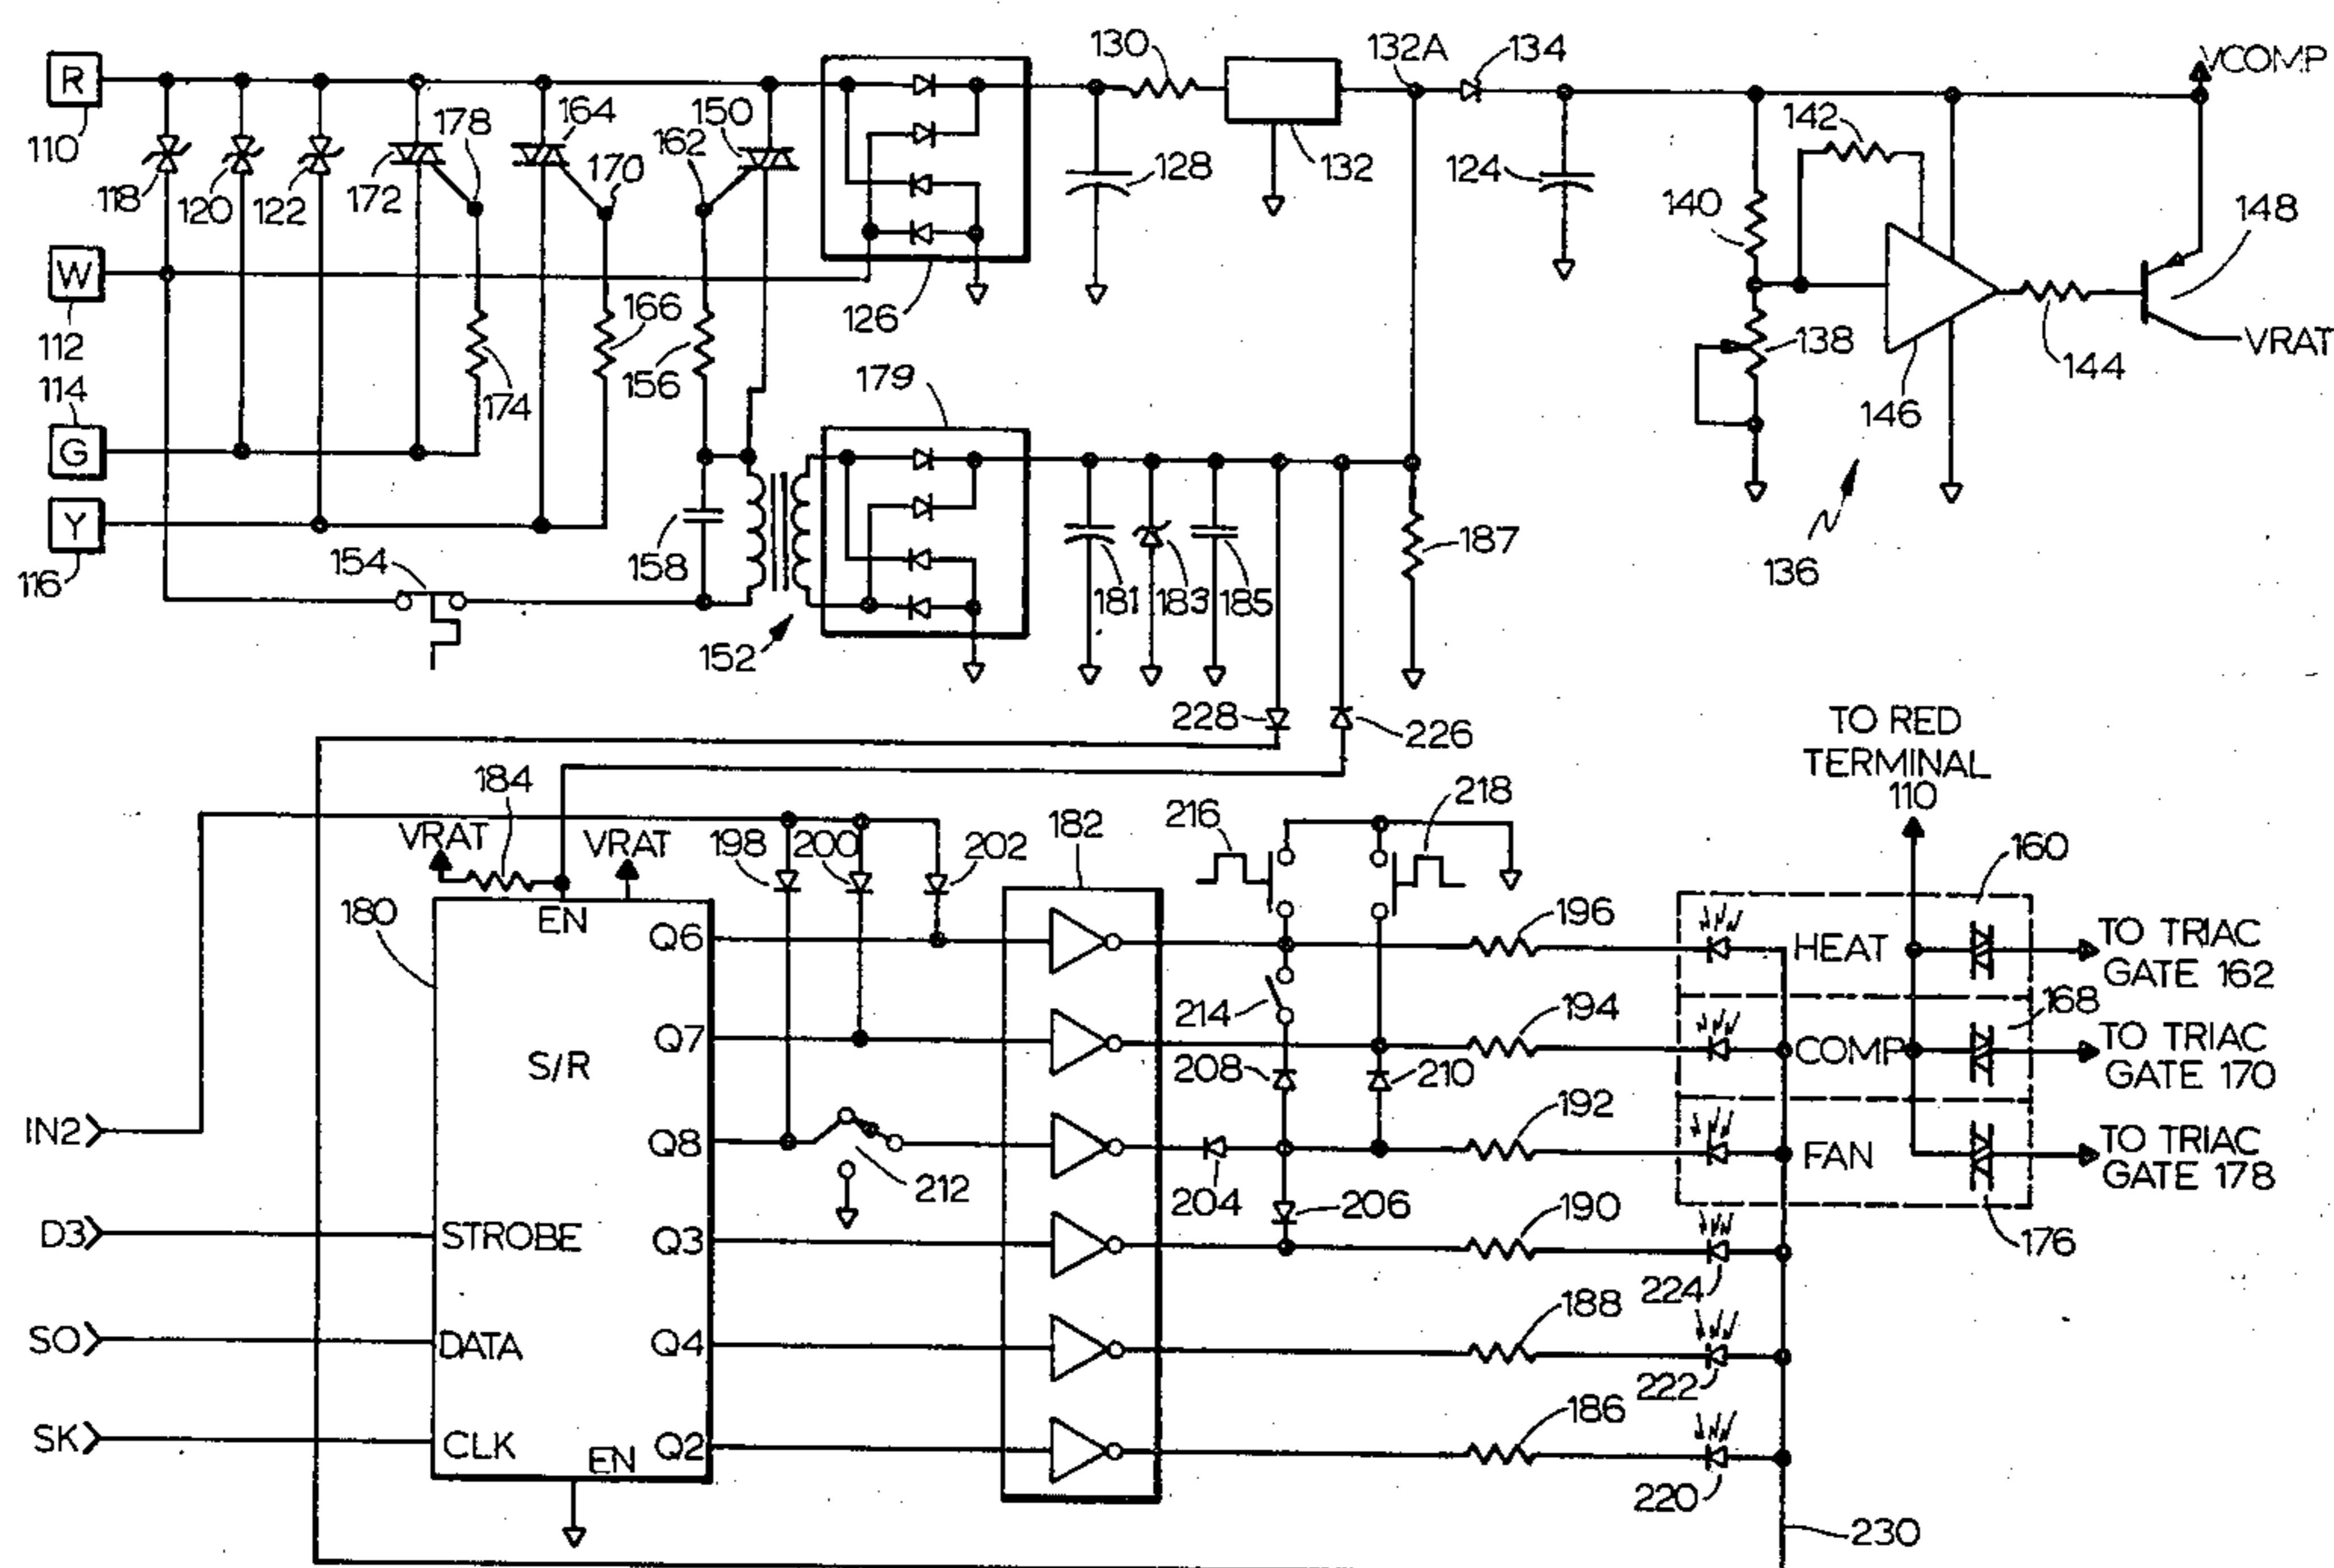 130
132A
134
VCOMP
R
110
178
164
162
150
142
118
120
122
172
170
128
132
124
140
148
W
112
126
166
156
174
138
144
VRAT
146
114
G
179
Y
116
154
158
152
181
183
185
187
136
228
226
TO RED
TERMINAL
110
184
VRAT
VRAT
198
200
202
182
216
218
160
180
EN
Q6
196
HEAT
TO TRIAC
GATE 162
S/R
Q7
214
194
168
COMP
TO TRIAC
GATE 170
208
210
192
IN2
Q8
212
204
206
FAN
TO TRIAC
GATE 178
190
176
D3
STROBE
Q3
224
188
SO
DATA
Q4
222
186
SK
CLK
EN
Q2
220
230